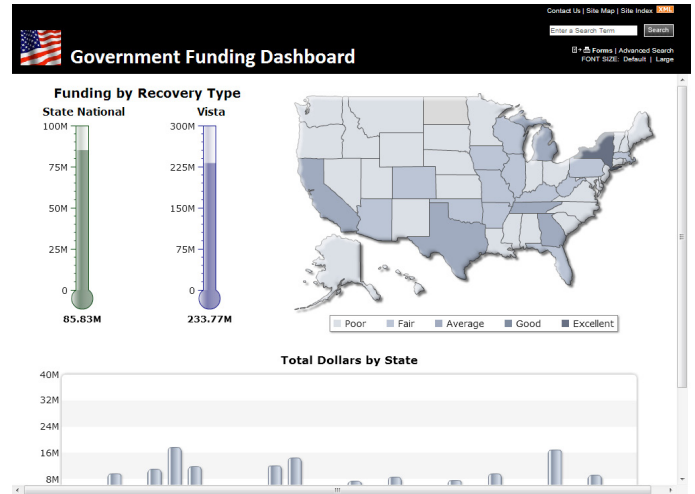 Contact Us | Site Map | Site Index XML
Enter a Search Term Search
Forms | Advanced Search
FONT SIZE: Default | Large
Government Funding Dashboard
Funding by Recovery Type
State National Vista
100M 300M
75M 225M
50M 150M
25M 75M
0 0
85.83M 233.77M
Poor Fair Average Good Excellent
Total Dollars by State
40M
32M
24M
16M
8M